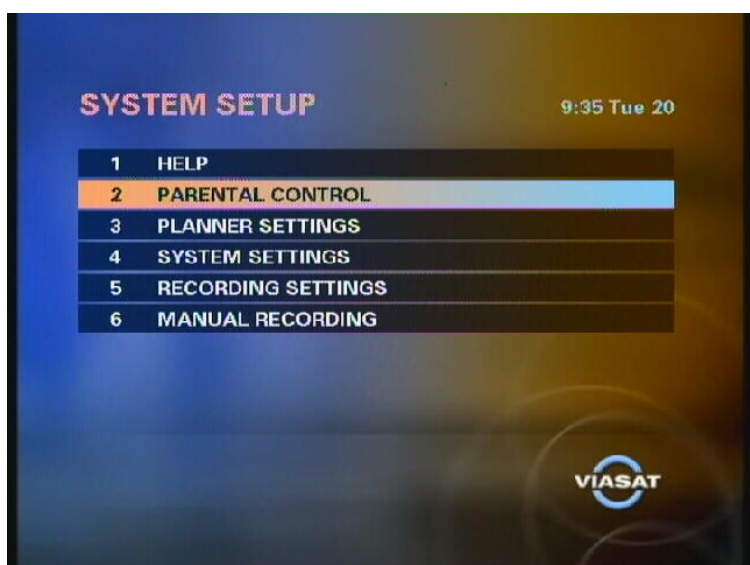 SYSTEM SETUP
9:35 Tue 20
1 HELP
2 PARENTAL CONTROL
3 PLANNER SETTINGS
4 SYSTEM SETTINGS
5 RECORDING SETTINGS
6 MANUAL RECORDING
VIASAT